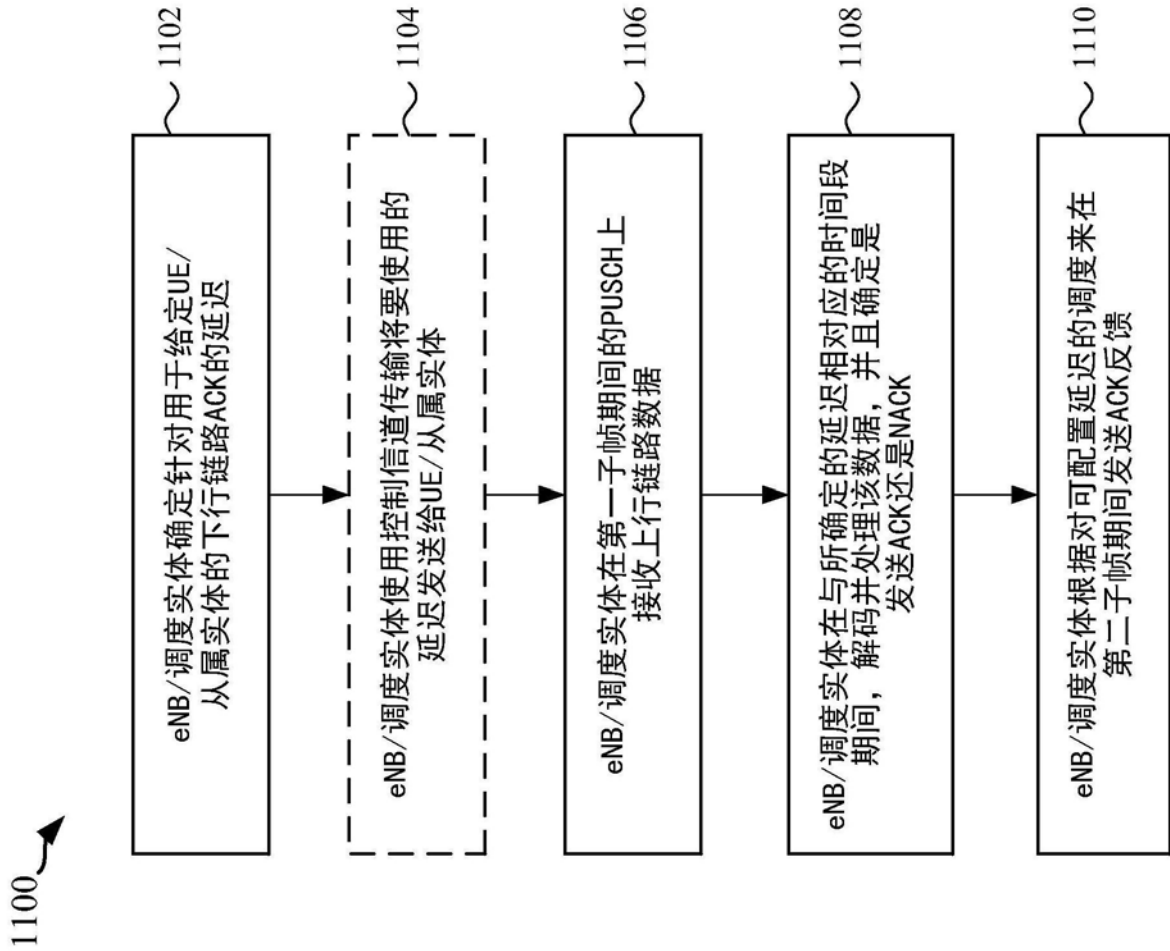 1100
eNB/调度实体确定针对用于给定UE/
从属实体的下行链路ACK的延迟
1102
eNB/调度实体使用控制信道传输将要使用的
延迟发送给UE/从属实体
1104
eNB/调度实体在第一子帧期间的PUSCH上
接收上行链路数据
1106
eNB/调度实体在与所确定的延迟相对应的时间段
期间，解码并处理该数据，并且确定是
发送ACK还是NACK
1108
eNB/调度实体根据对可配置延迟的调度来在
第二子帧期间发送ACK反馈
1110